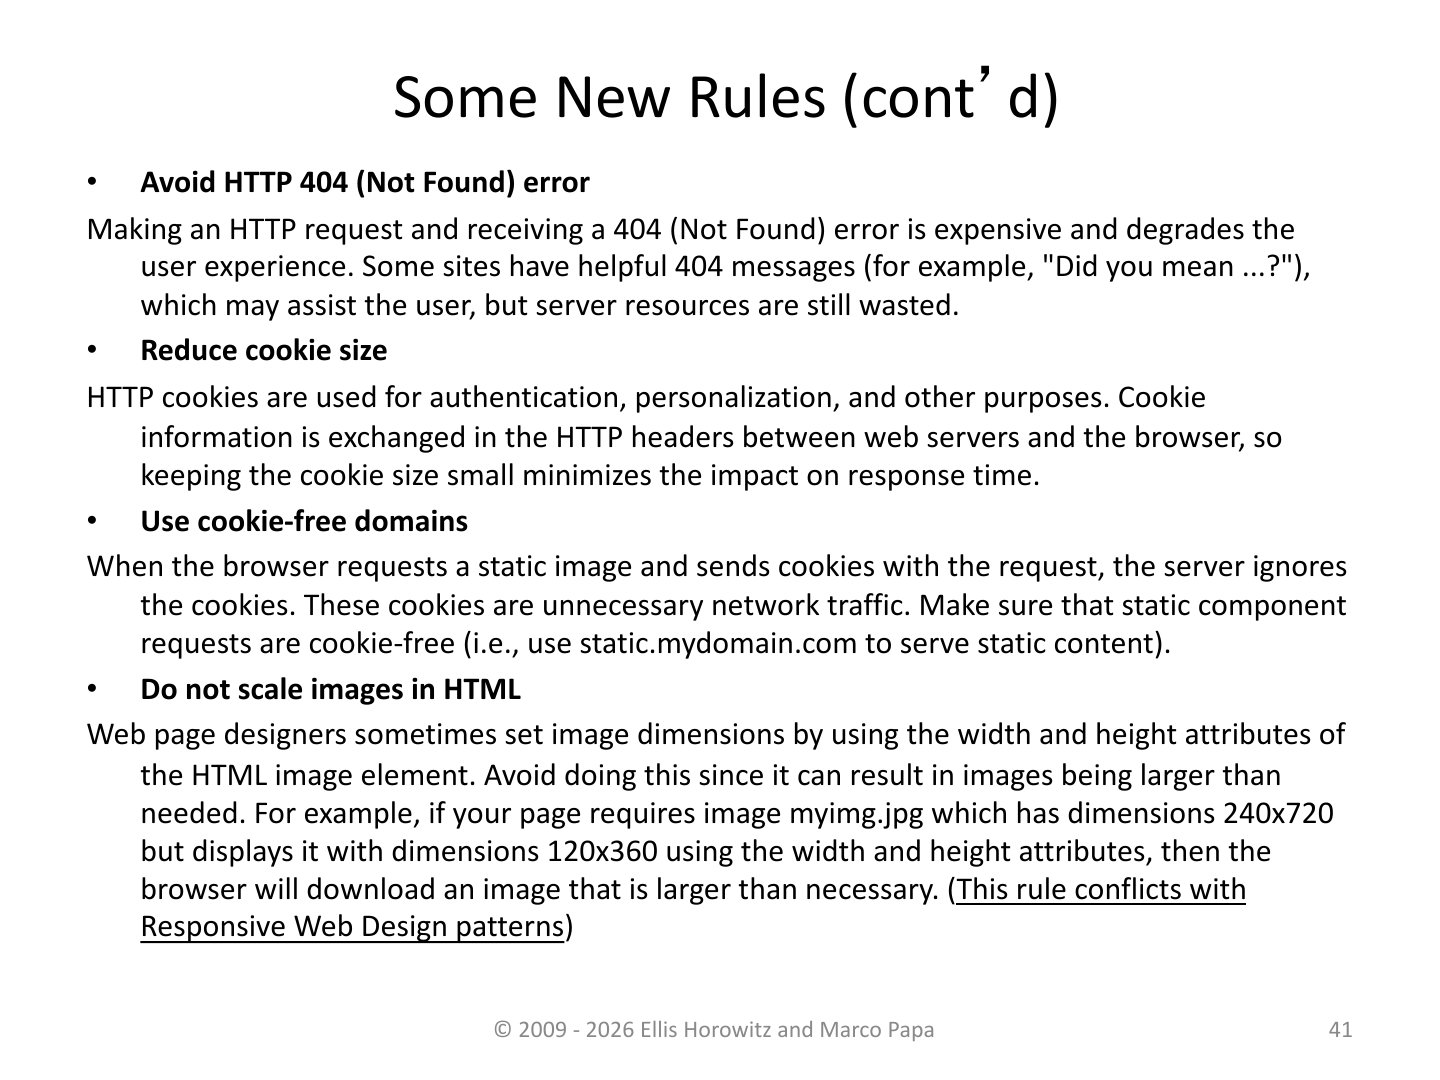 Some New Rules (cont’d)
• Avoid HTTP 404 (Not Found) error
Making an HTTP request and receiving a 404 (Not Found) error is expensive and degrades the
user experience. Some sites have helpful 404 messages (for example, "Did you mean ...?"),
which may assist the user, but server resources are still wasted.
• Reduce cookie size
HTTP cookies are used for authentication, personalization, and other purposes. Cookie
information is exchanged in the HTTP headers between web servers and the browser, so
keeping the cookie size small minimizes the impact on response time.
• Use cookie-free domains
When the browser requests a static image and sends cookies with the request, the server ignores
the cookies. These cookies are unnecessary network traffic. Make sure that static component
requests are cookie-free (i.e., use static.mydomain.com to serve static content).
• Do not scale images in HTML
Web page designers sometimes set image dimensions by using the width and height attributes of
the HTML image element. Avoid doing this since it can result in images being larger than
needed. For example, if your page requires image myimg.jpg which has dimensions 240x720
but displays it with dimensions 120x360 using the width and height attributes, then the
browser will download an image that is larger than necessary. (This rule conflicts with
Responsive Web Design patterns)
© 2009 - 2026 Ellis Horowitz and Marco Papa
41